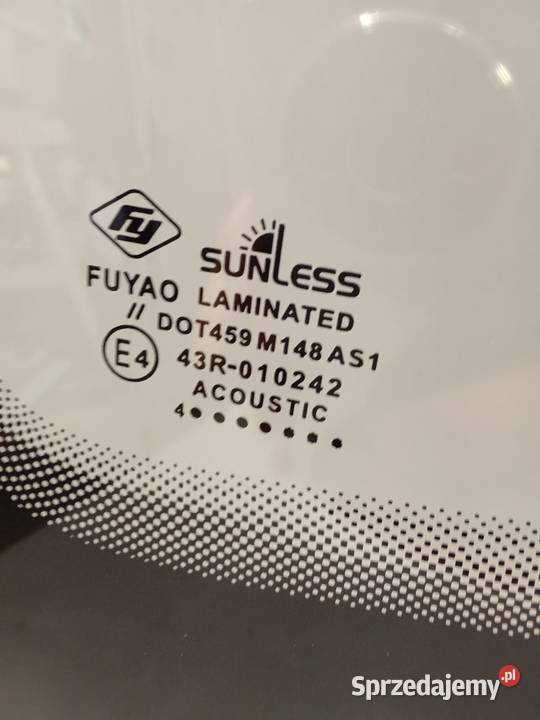 FY
SUNLESS
FUYAO LAMINATED
// DOT459 M148 AS1
E4 43R-010242
ACOUSTIC
4●●●●●●●
Sprzedajemy.pl